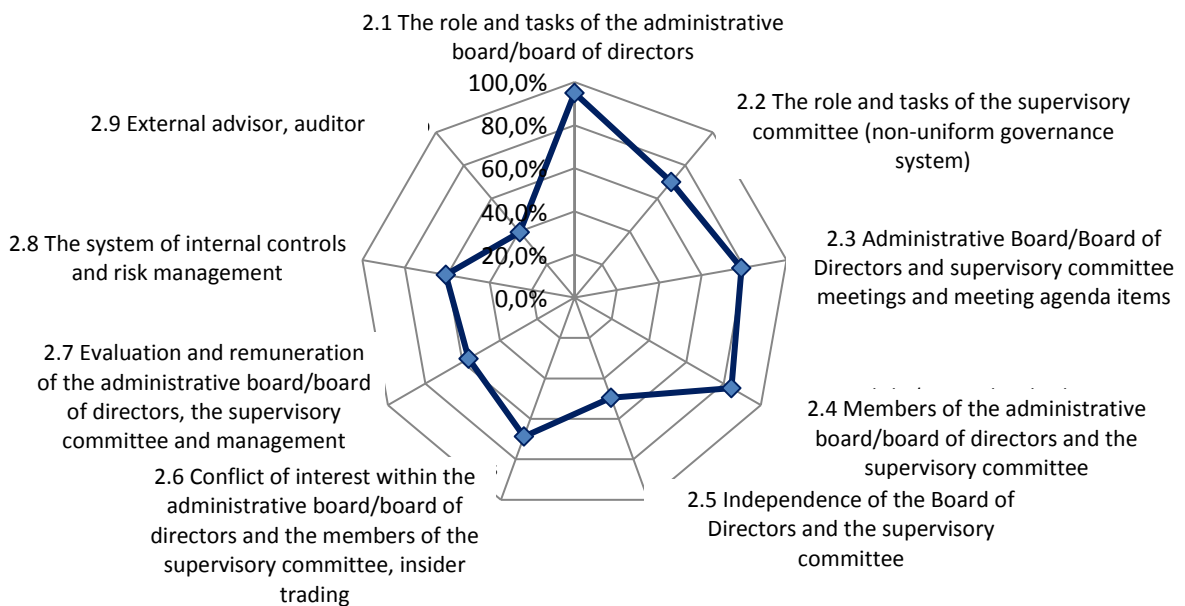 2.1 The role and tasks of the administrative
board/board of directors
100,0%
80,0%
60,0%
40,0%
20,0%
0,0%
2.2 The role and tasks of the supervisory
committee (non-uniform governance
system)
2.3 Administrative Board/Board of
Directors and supervisory committee
meetings and meeting agenda items
2.4 Members of the administrative
board/board of directors and the
supervisory committee
2.5 Independence of the Board of
Directors and the supervisory
committee
2.6 Conflict of interest within the
administrative board/board of
directors and the members of the
supervisory committee, insider
trading
2.7 Evaluation and remuneration
of the administrative board/board
of directors, the supervisory
committee and management
2.8 The system of internal controls
and risk management
2.9 External advisor, auditor